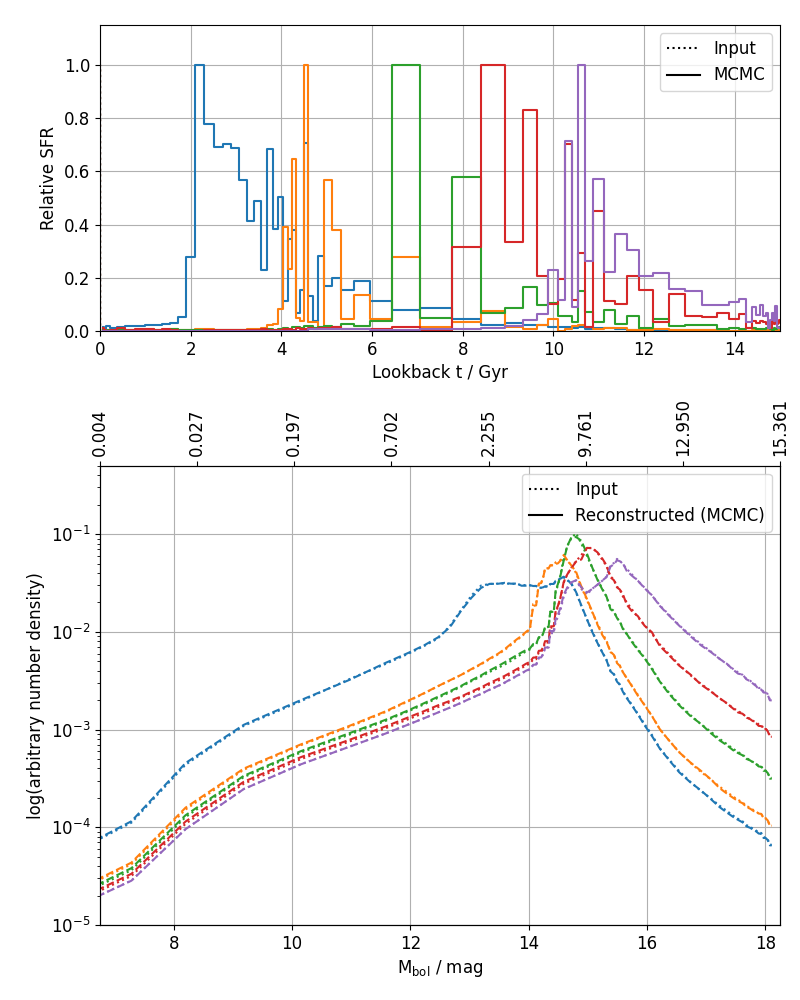 Input
MCMC
Relative SFR
1.0
0.8
0.6
0.4
0.2
0.0
0 2 4 6 8 10 12 14
Lookback t / Gyr
0.004 0.027 0.197 0.702 2.255 9.761 12.950 15.361
Input
Reconstructed (MCMC)
log(arbitrary number density)
10⁻¹
10⁻²
10⁻³
10⁻⁴
10⁻⁵
8 10 12 14 16 18
M_bol / mag